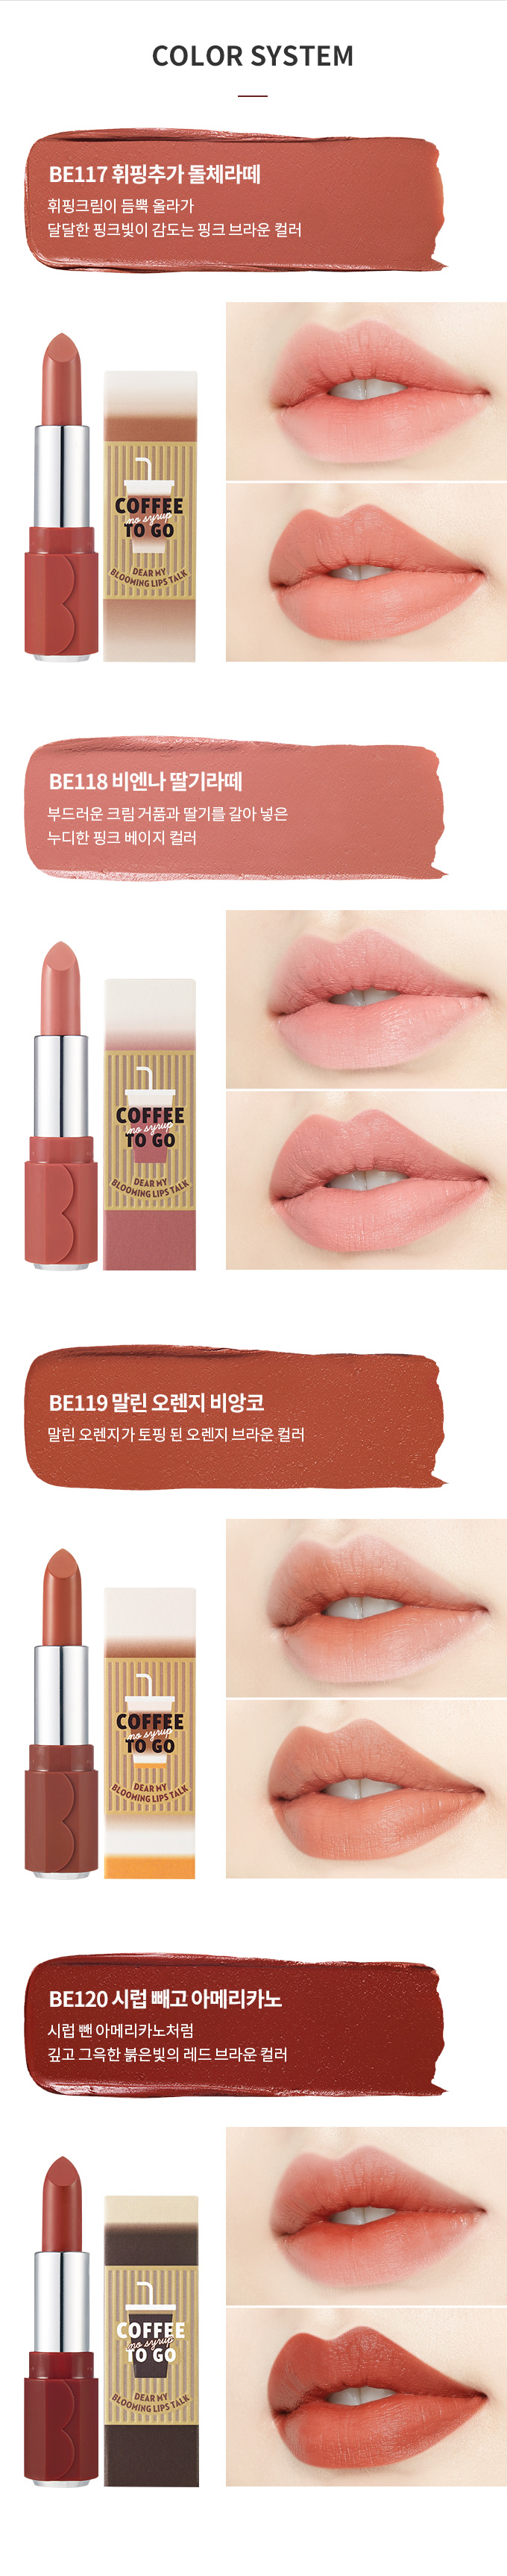 COLOR SYSTEM
BE117 휘핑추가 돌체라떼
휘핑크림이 듬뿍 올라가
달달한 핑크빛이 감도는 핑크 브라운 컬러
COFFEE
no syrup
TO GO
DEAR MY
BLOOMING LIPS TALK
BE118 비엔나 딸기라떼
부드러운 크림 거품과 딸기를 갈아 넣은
누디한 핑크 베이지 컬러
COFFEE
no syrup
TO GO
DEAR MY
BLOOMING LIPS TALK
BE119 말린 오렌지 비앙코
말린 오렌지가 토핑 된 오렌지 브라운 컬러
COFFEE
no syrup
TO GO
DEAR MY
BLOOMING LIPS TALK
BE120 시럽 빼고 아메리카노
시럽 뺀 아메리카노처럼
깊고 그윽한 붉은빛의 레드 브라운 컬러
COFFEE
no syrup
TO GO
DEAR MY
BLOOMING LIPS TALK